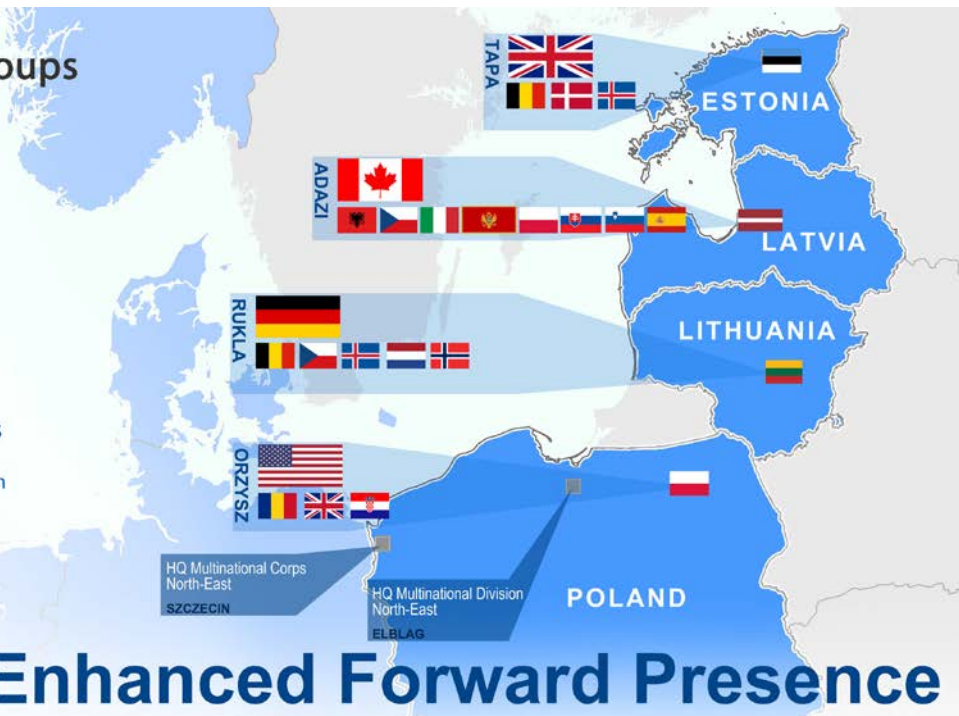 oups
TAPA
ESTONIA
ADAZI
LATVIA
RUKLA
LITHUANIA
s
n
ORZYSZ
HQ Multinational Corps
North-East
SZCZECIN
HQ Multinational Division
North-East
ELBLAG
POLAND
Enhanced Forward Presence